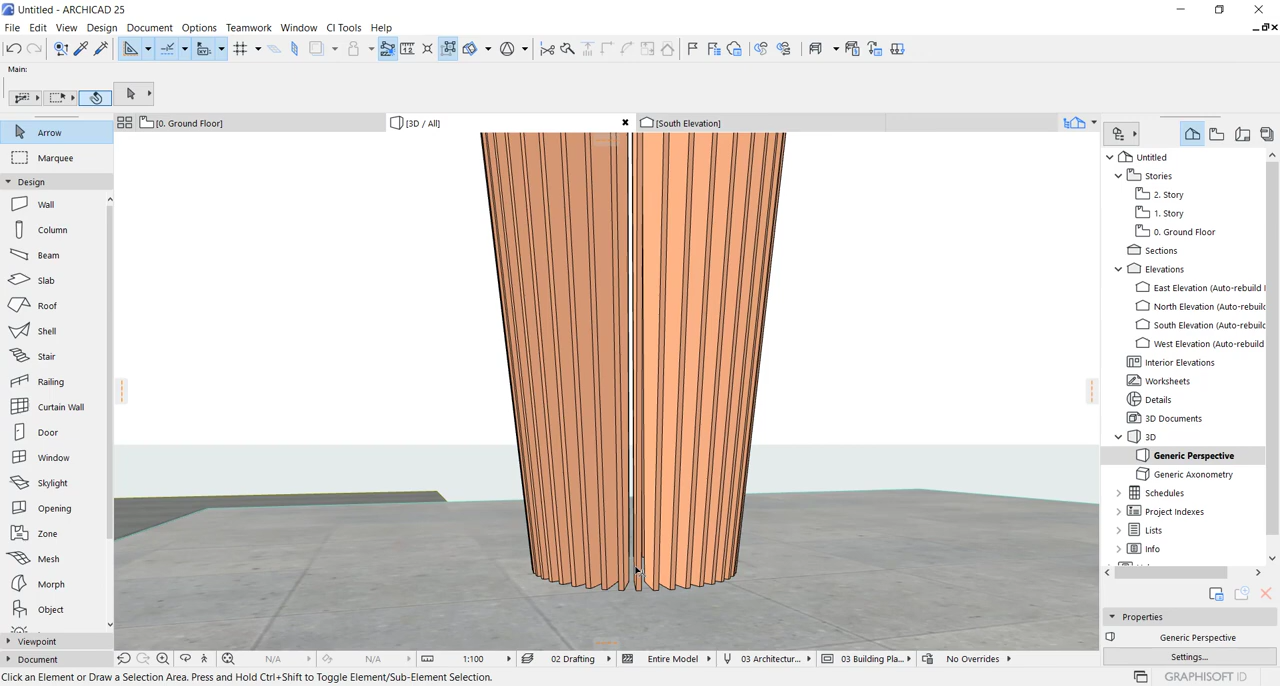 Untitled - ARCHICAD 25
File Edit View Design Document Options Teamwork Window CI Tools Help
Main:
[0. Ground Floor]
[3D / All]
[South Elevation]
Arrow
Marquee
Design
Wall
Column
Beam
Slab
Roof
Shell
Stair
Railing
Curtain Wall
Door
Window
Skylight
Opening
Zone
Mesh
Morph
Object
Viewpoint
Document
Untitled
Stories
2. Story
1. Story
0. Ground Floor
Sections
Elevations
East Elevation (Auto-rebuild
North Elevation (Auto-rebuild
South Elevation (Auto-rebuild
West Elevation (Auto-rebuild
Interior Elevations
Worksheets
Details
3D Documents
3D
Generic Perspective
Generic Axonometry
Schedules
Project Indexes
Lists
Info
Properties
Generic Perspective
Settings...
N/A
N/A
1:100
02 Drafting
Entire Model
03 Architectur...
03 Building Pla...
No Overrides
Click an Element or Draw a Selection Area. Press and Hold Ctrl+Shift to Toggle Element/Sub-Element Selection.
GRAPHISOFT ID